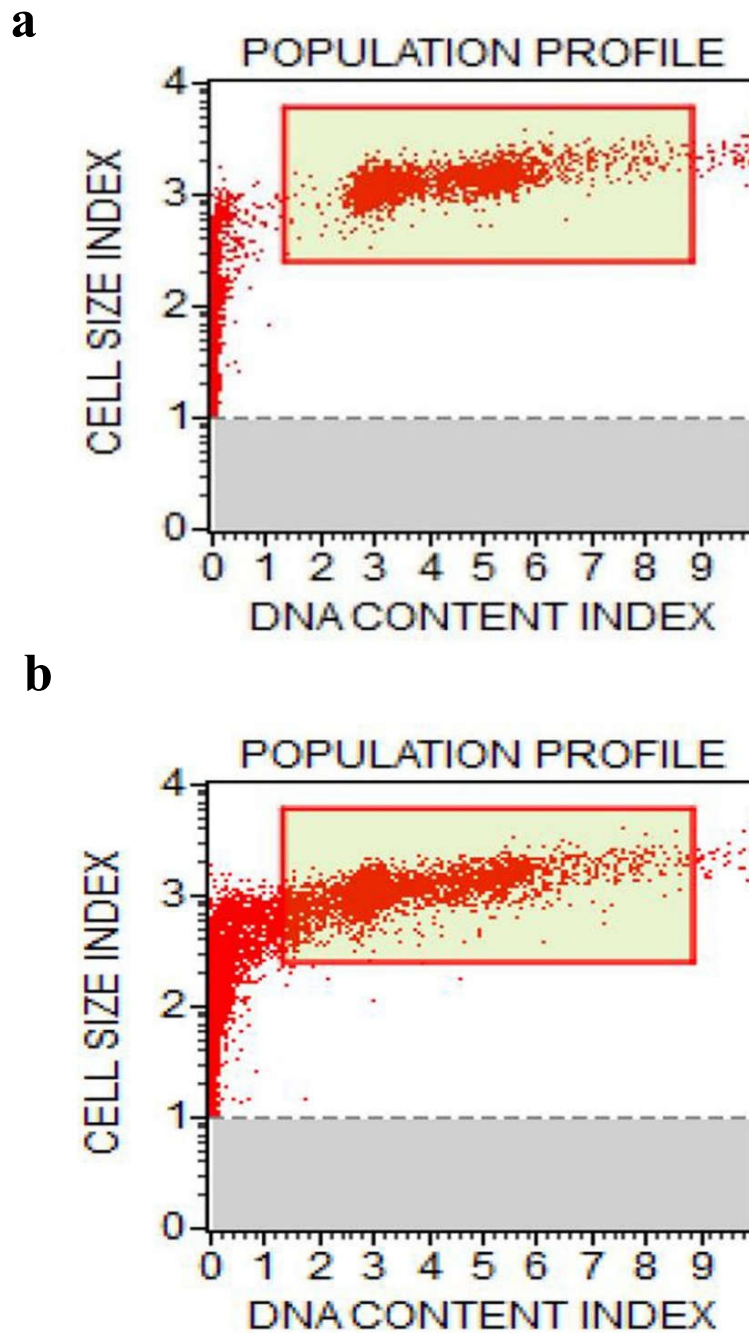 a
POPULATION PROFILE
4
3
2
1
0
CELL SIZE INDEX
0 1 2 3 4 5 6 7 8 9
DNA CONTENT INDEX
b
POPULATION PROFILE
4
3
2
1
0
CELL SIZE INDEX
0 1 2 3 4 5 6 7 8 9
DNA CONTENT INDEX